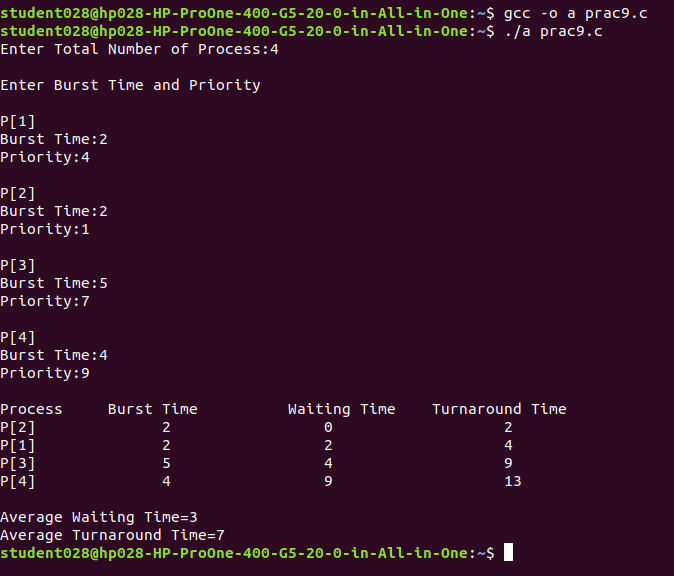 student028@hp028-HP-ProOne-400-G5-20-0-in-All-in-One:~$ gcc -o a prac9.c
student028@hp028-HP-ProOne-400-G5-20-0-in-All-in-One:~$ ./a prac9.c
Enter Total Number of Process:4
Enter Burst Time and Priority
P[1]
Burst Time:2
Priority:4
P[2]
Burst Time:2
Priority:1
P[3]
Burst Time:5
Priority:7
P[4]
Burst Time:4
Priority:9
Process Burst Time Waiting Time Turnaround Time
P[2] 2 0 2
P[1] 2 2 4
P[3] 5 4 9
P[4] 4 9 13
Average Waiting Time=3
Average Turnaround Time=7
student028@hp028-HP-ProOne-400-G5-20-0-in-All-in-One:~$